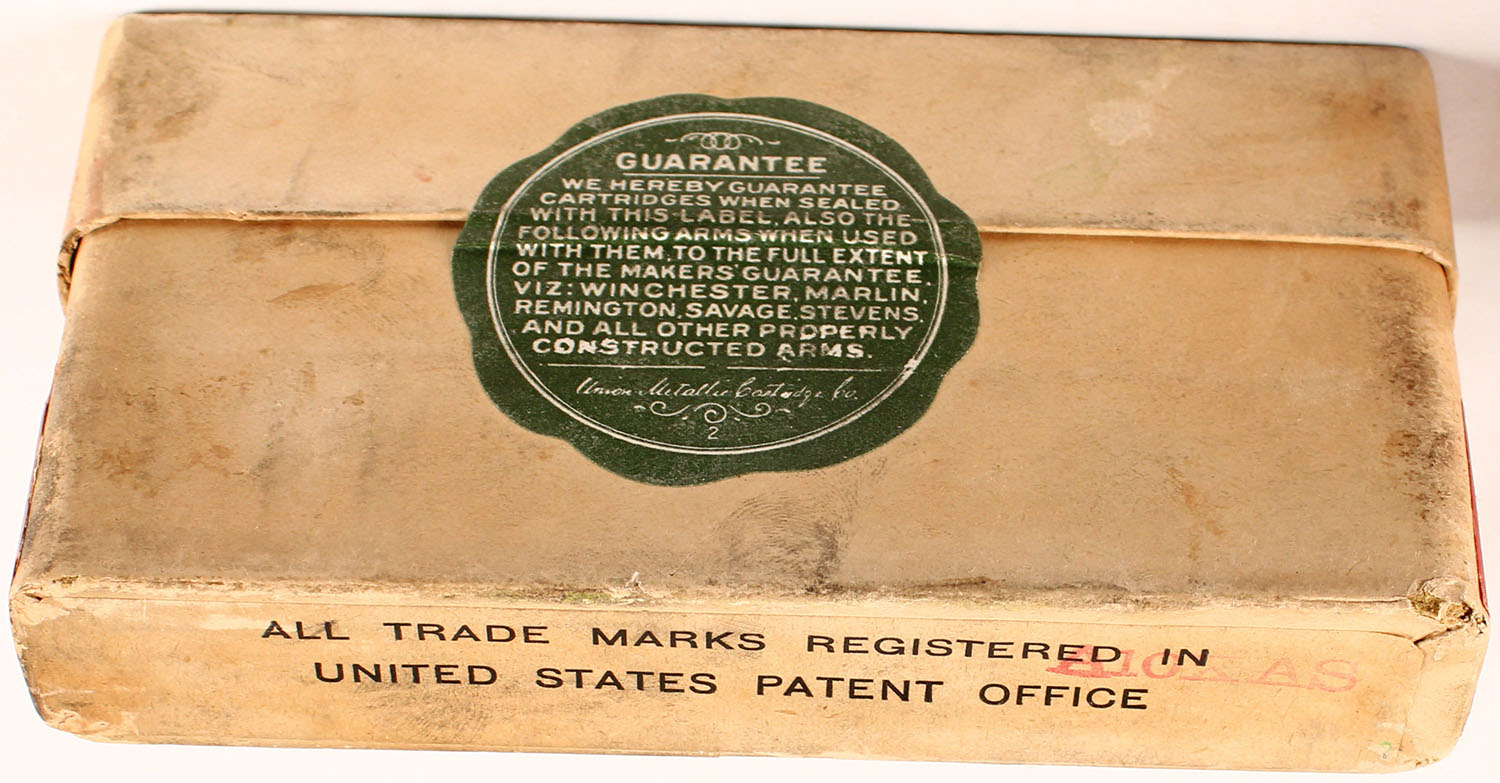 GUARANTEE
WE HEREBY GUARANTEE
CARTRIDGES WHEN SEALED
WITH THIS LABEL, ALSO THE
FOLLOWING ARMS WHEN USED
WITH THEM, TO THE FULL EXTENT
OF THE MAKERS' GUARANTEE.
VIZ: WINCHESTER, MARLIN,
REMINGTON, SAVAGE, STEVENS,
AND ALL OTHER PROPERLY
CONSTRUCTED ARMS.
Union Metallic Cartridge Co.
2
ALL TRADE MARKS REGISTERED IN
UNITED STATES PATENT OFFICE